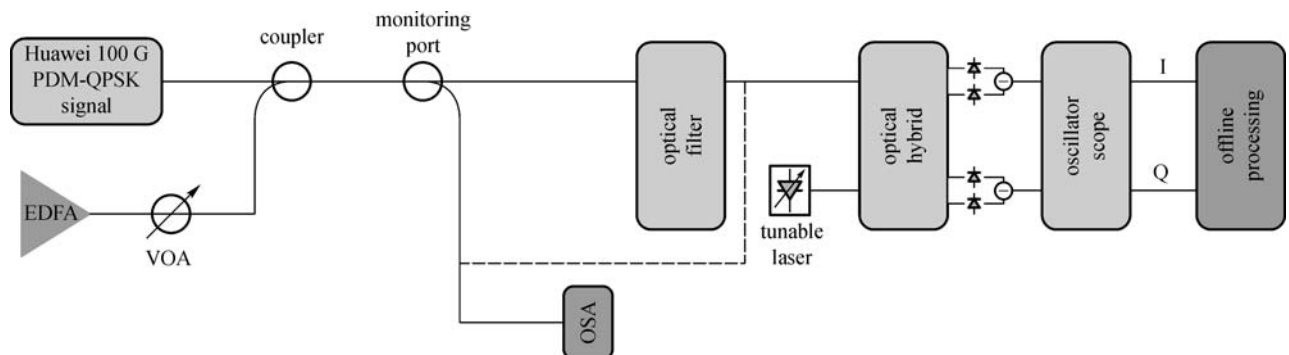 Huawei 100 G
PDM-QPSK
signal
coupler
monitoring
port
EDFA
VOA
optical
filter
OSA
tunable
laser
optical
hybrid
oscillator
scope
I
Q
offline
processing